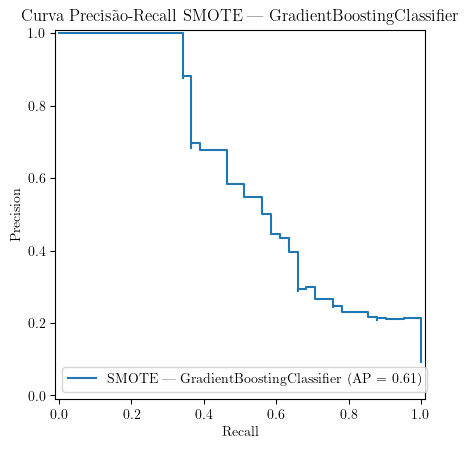 Curva Precisão-Recall SMOTE — GradientBoostingClassifier
1.0
0.8
0.6
0.4
0.2
0.0
Precision
SMOTE — GradientBoostingClassifier (AP = 0.61)
0.0 0.2 0.4 0.6 0.8 1.0
Recall